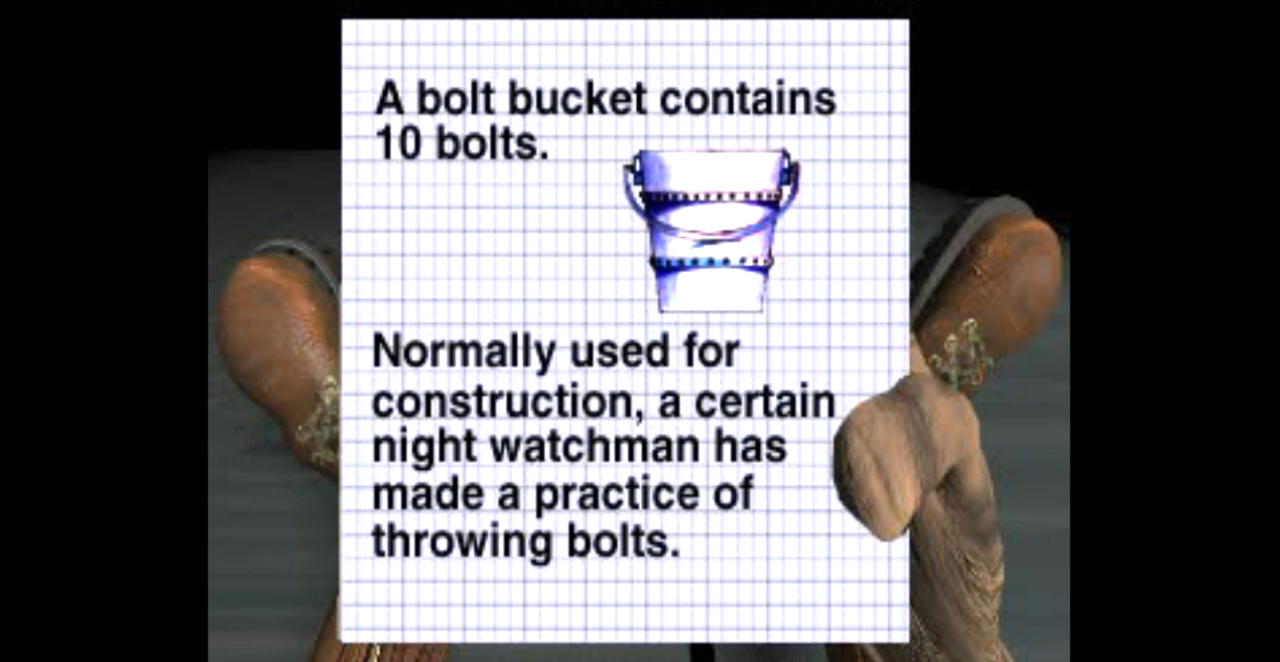 A bolt bucket contains
10 bolts.
Normally used for
construction, a certain
night watchman has
made a practice of
throwing bolts.